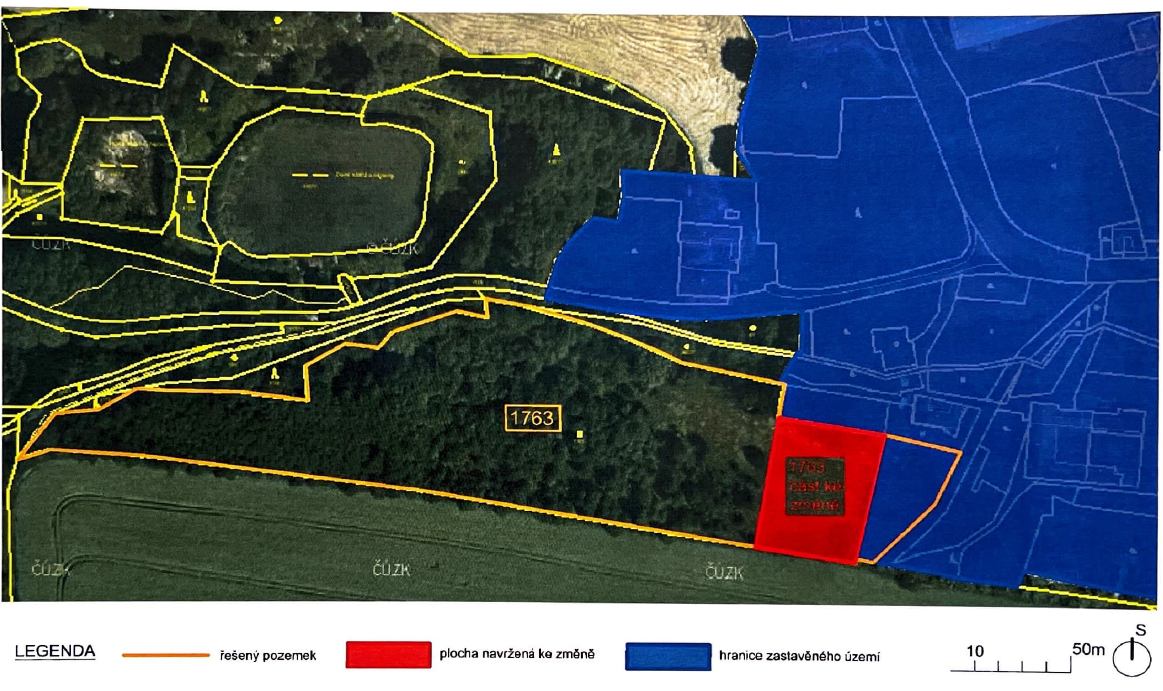 ČÚZK
© ČÚZK
1763
1763
část ke
změně
ČÚZK
ČÚZK
ČÚZK
LEGENDA
řešený pozemek
plocha navržená ke změně
hranice zastavěného území
10
50m
S